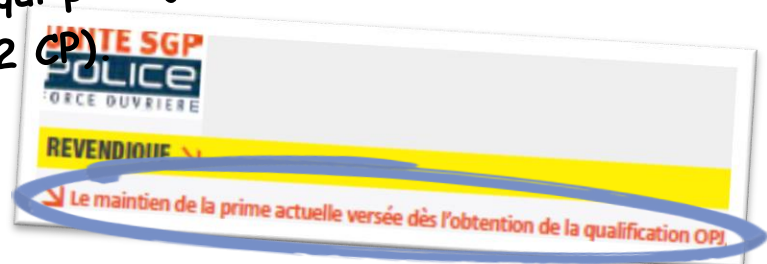 qui p
2 CP).
UNITE SGP
POLICE
FORCE OUVRIERE
REVENDIQUE
Le maintien de la prime actuelle versée dès l'obtention de la qualification OPJ